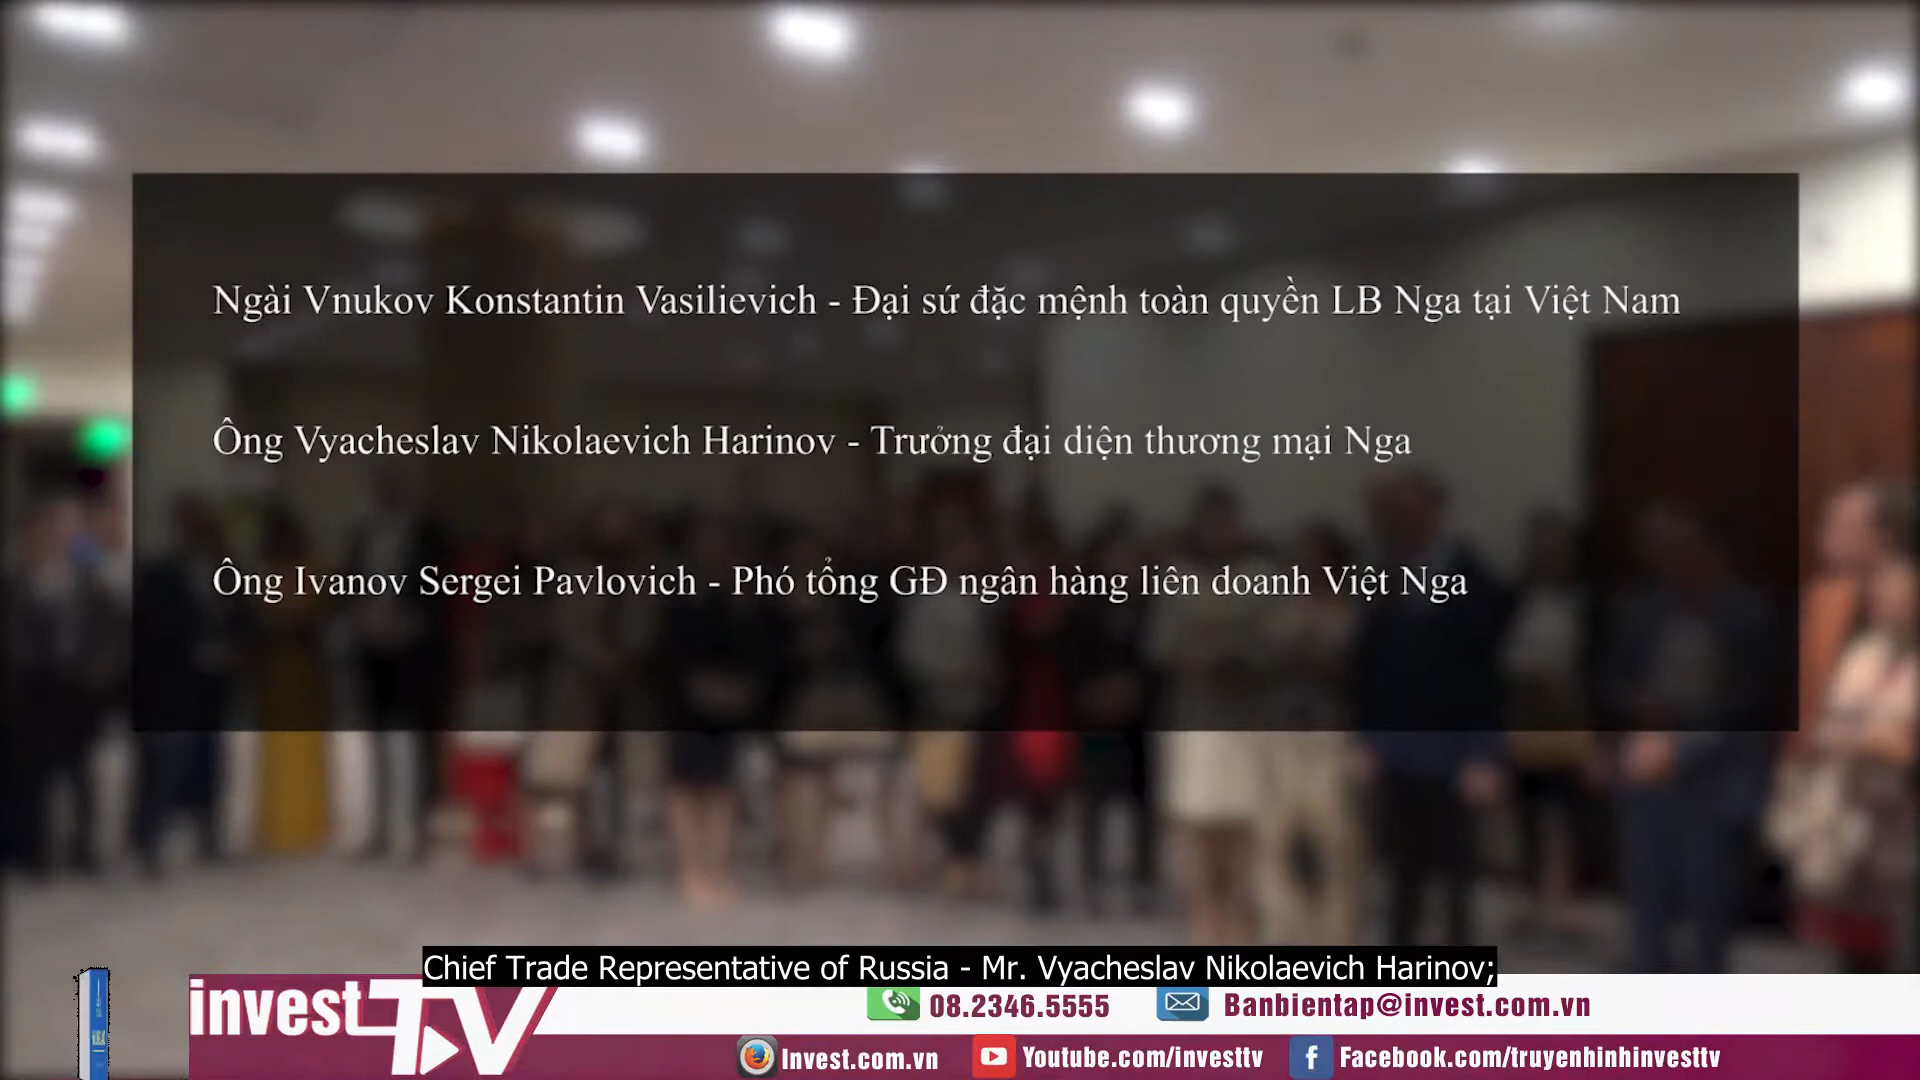 Ngài Vnukov Konstantin Vasilievich - Đại sứ đặc mệnh toàn quyền LB Nga tại Việt Nam
Ông Vyacheslav Nikolaevich Harinov - Trưởng đại diện thương mại Nga
Ông Ivanov Sergei Pavlovich - Phó tổng GĐ ngân hàng liên doanh Việt Nga
Chief Trade Representative of Russia - Mr. Vyacheslav Nikolaevich Harinov;
investTV
08.2346.5555 Banbientap@invest.com.vn
Invest.com.vn Youtube.com/investtv Facebook.com/truyenhinhinvesttv